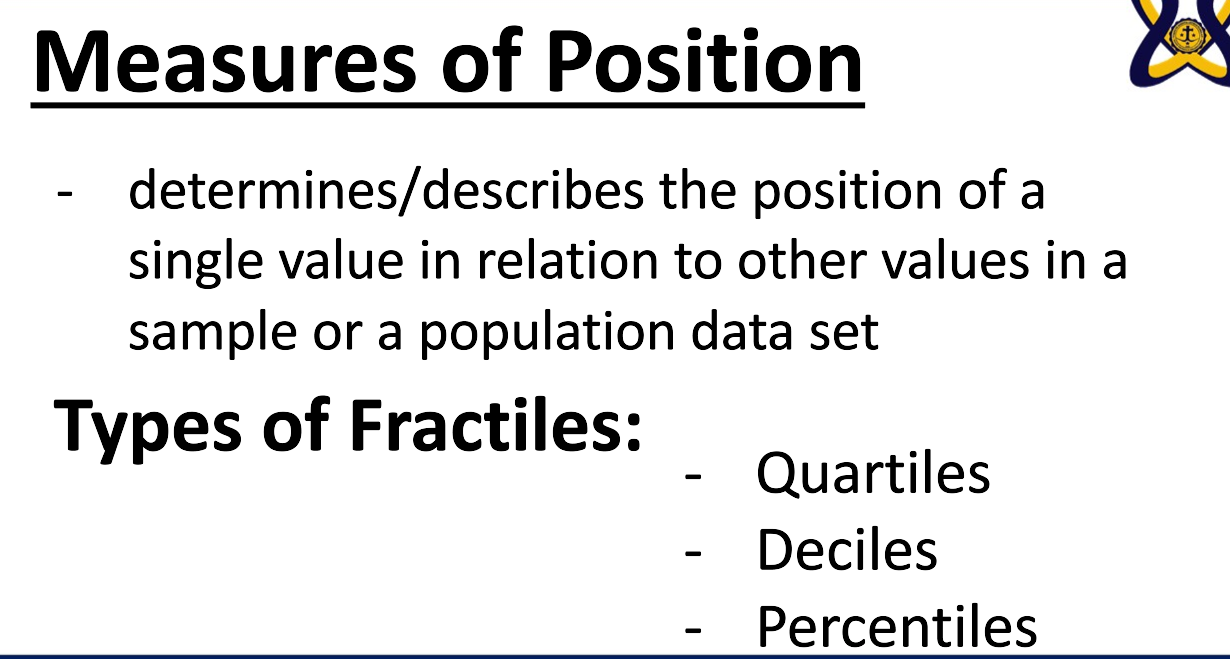 Measures of Position
- determines/describes the position of a
single value in relation to other values in a
sample or a population data set
Types of Fractiles:
- Quartiles
- Deciles
- Percentiles